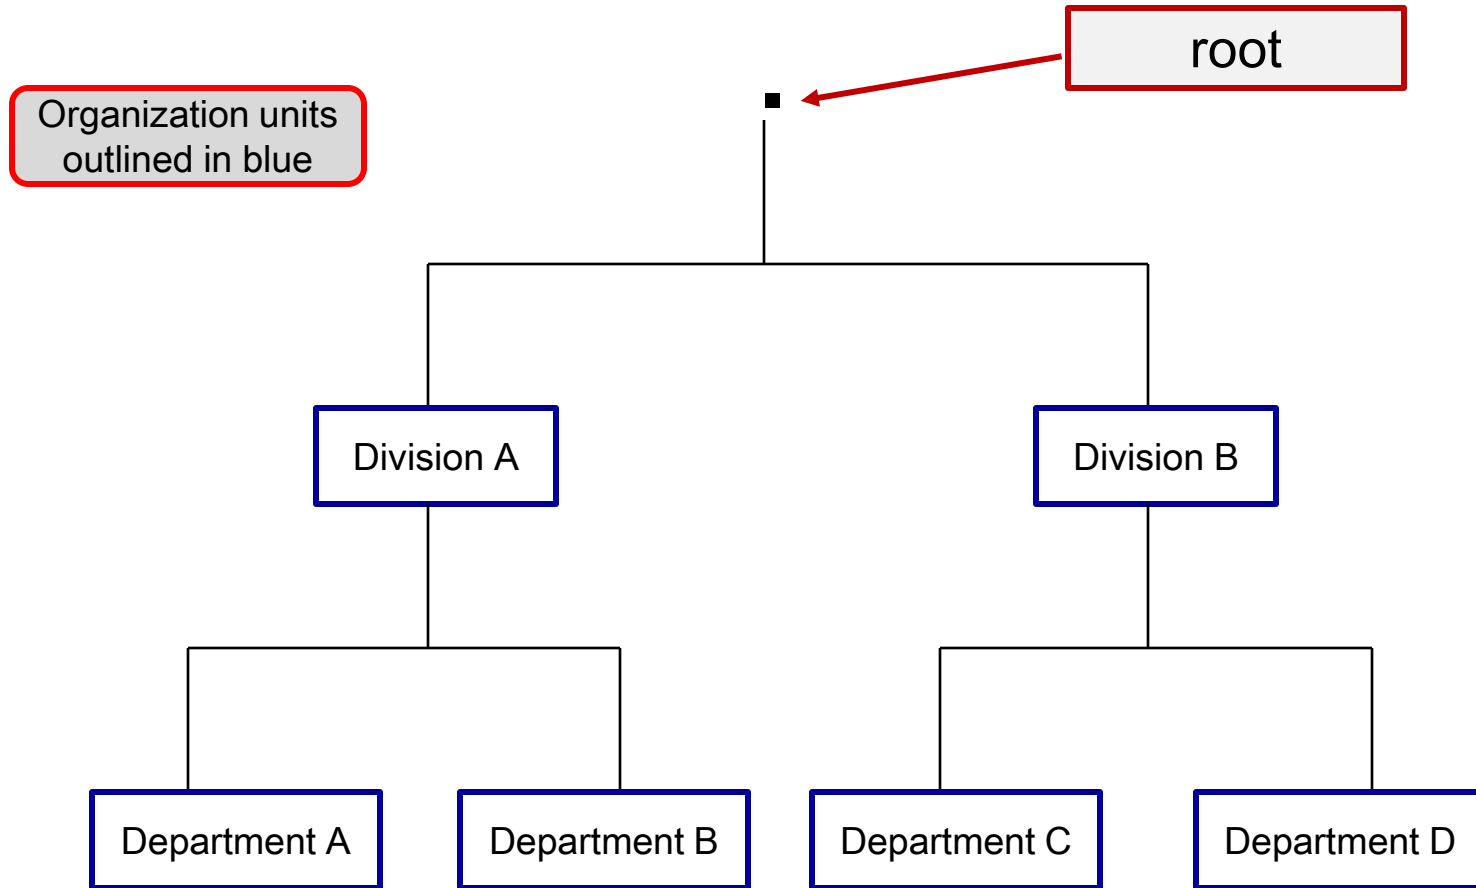 root
Organization units
outlined in blue
Division A
Division B
Department A
Department B
Department C
Department D